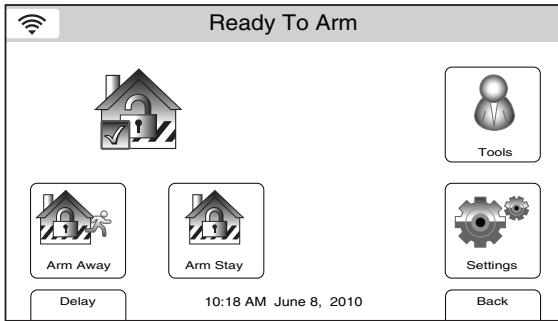 Ready To Arm
Tools
Arm Away
Arm Stay
Settings
Delay
10:18 AM June 8, 2010
Back